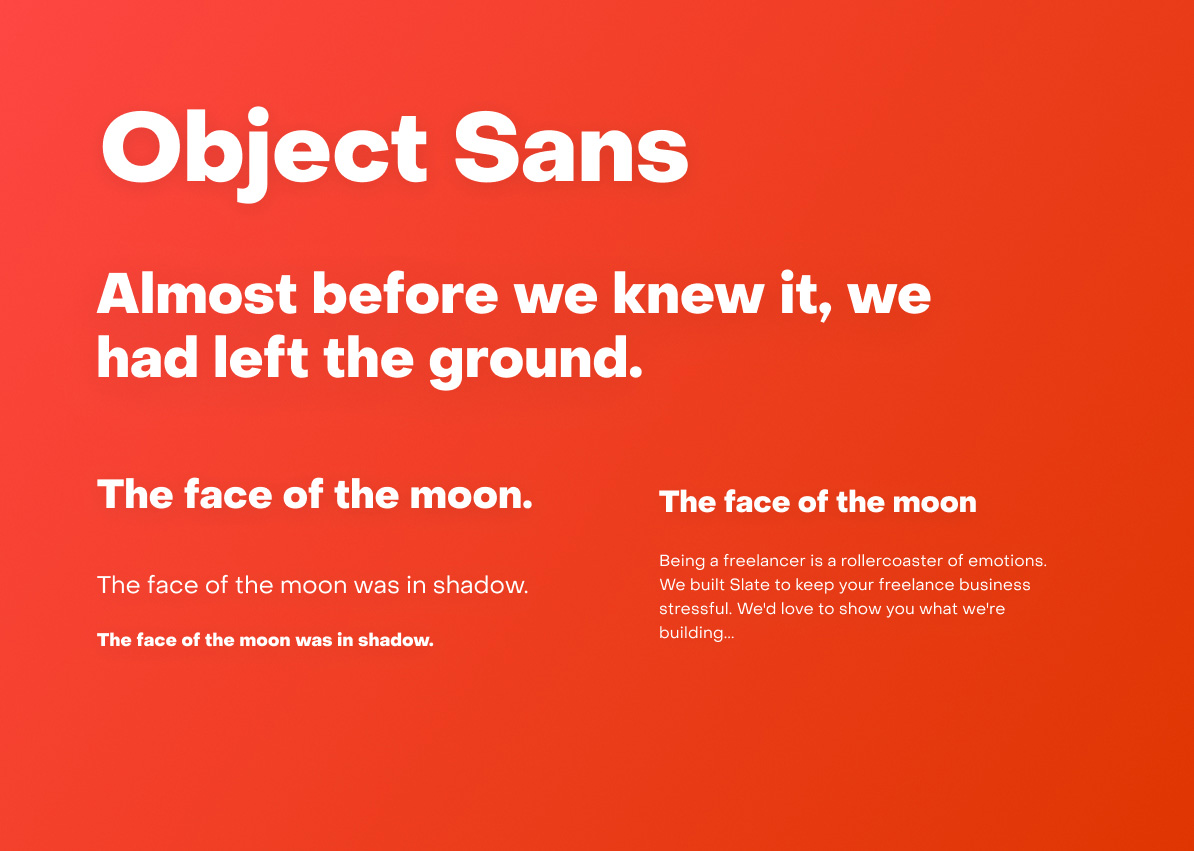 Object Sans
Almost before we knew it, we
had left the ground.
The face of the moon.
The face of the moon was in shadow.
The face of the moon was in shadow.
The face of the moon
Being a freelancer is a rollercoaster of emotions.
We built Slate to keep your freelance business
stressful. We'd love to show you what we're
building...